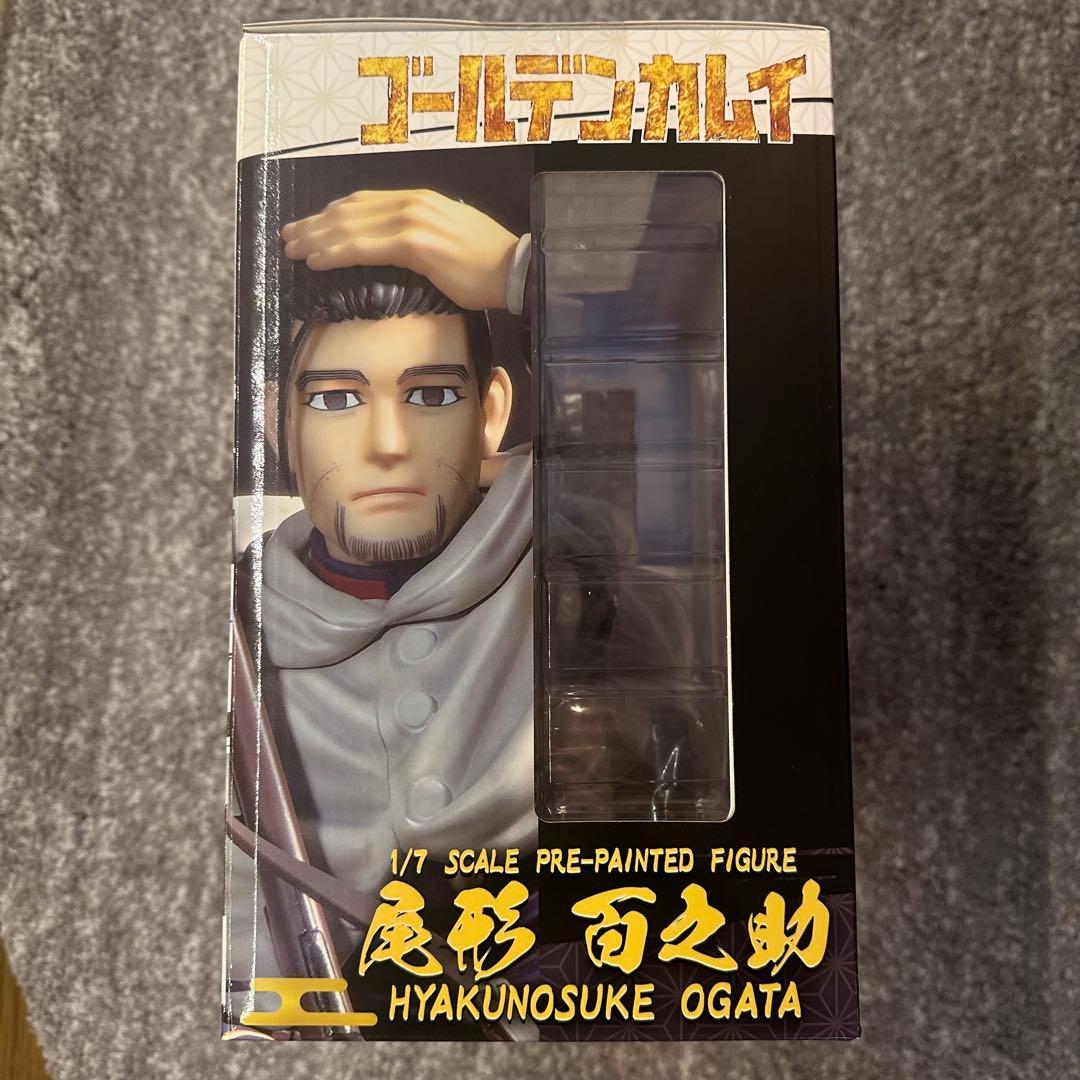 ゴールデンカムイ
1/7 SCALE PRE-PAINTED FIGURE
尾形 百之助
HYAKUNOSUKE OGATA